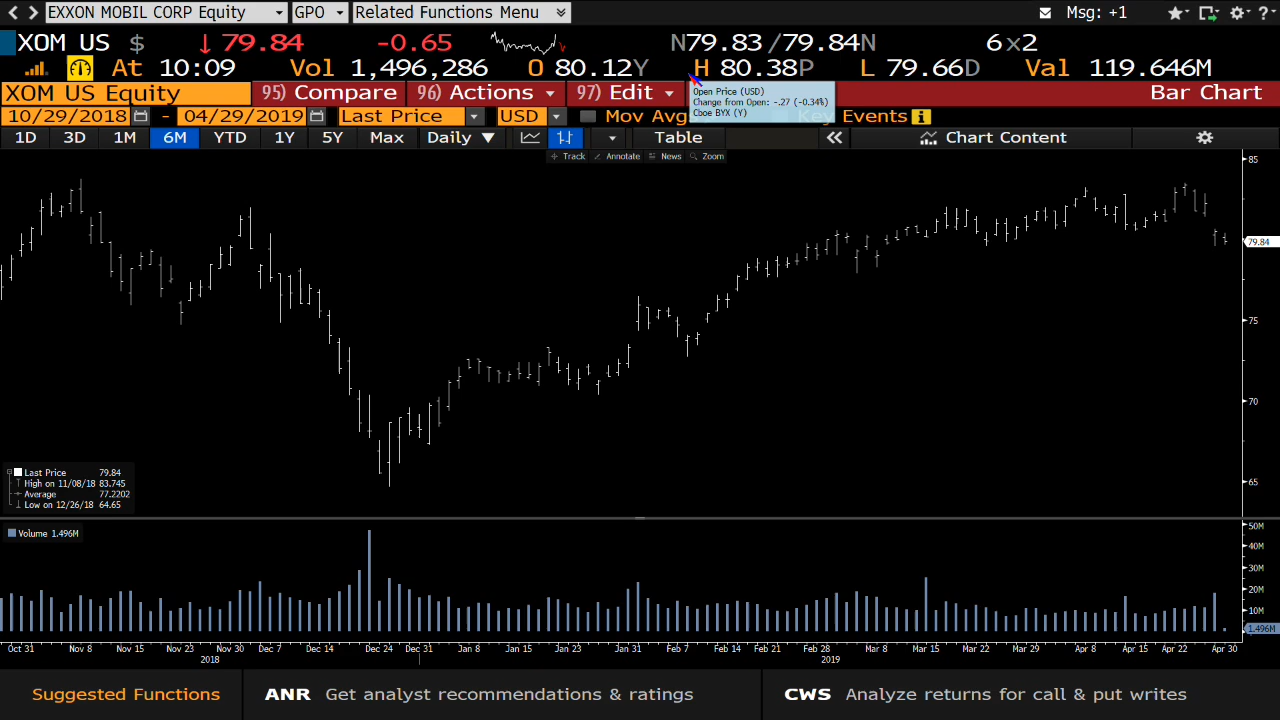 EXXON MOBIL CORP Equity GPO Related Functions Menu Msg: +1 ?
XOM US $ ↓79.84 -0.65 N79.83 /79.84N 6x2
At 10:09 Vol 1,496,286 O 80.12Y H 80.38P L 79.66D Val 119.646M
XOM US Equity 95) Compare 96) Actions 97) Edit Bar Chart
Open Price (USD)
Change from Open: -.27 (-0.34%)
Cboe BYX (Y)
10/29/2018 - 04/29/2019 Last Price USD Mov Avg Key Events
1D 3D 1M 6M YTD 1Y 5Y Max Daily ▼ Table « Chart Content
Track Annotate News Zoom
85
79.84
75
70
65
Last Price 79.84
High on 11/08/18 83.745
Average 77.2202
Low on 12/26/18 64.65
Volume 1.496M
50M
40M
30M
20M
10M
1.496M
Oct 31 Nov 8 Nov 15 Nov 23 Nov 30 Dec 7 Dec 14 Dec 24 Dec 31 Jan 8 Jan 15 Jan 23 Jan 31 Feb 7 Feb 14 Feb 21 Feb 28 Mar 8 Mar 15 Mar 22 Mar 29 Apr 8 Apr 15 Apr 22 Apr 30
2018 2019
Suggested Functions ANR Get analyst recommendations & ratings CWS Analyze returns for call & put writes